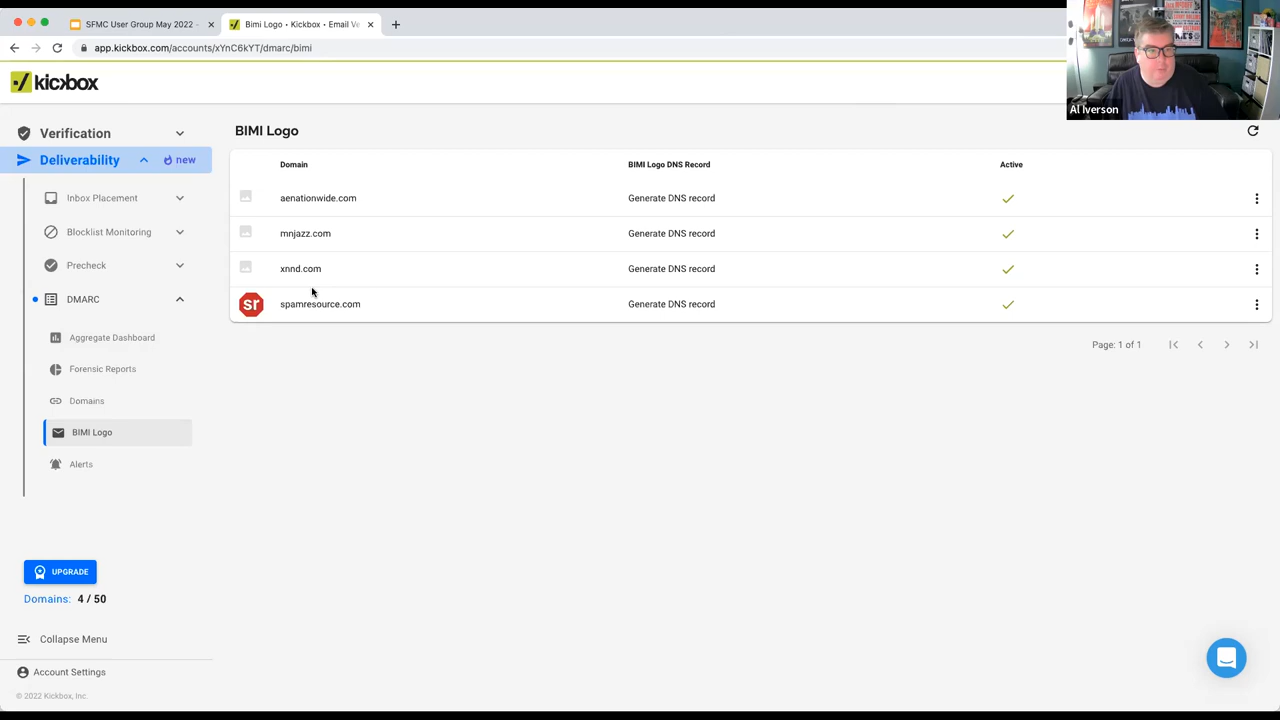 SFMC User Group May 2022 -
Bimi Logo • Kickbox • Email Ve
app.kickbox.com/accounts/xYnC6kYT/dmarc/bimi
kickbox
Al Iverson
Verification
Deliverability new
Inbox Placement
Blocklist Monitoring
Precheck
DMARC
Aggregate Dashboard
Forensic Reports
Domains
BIMI Logo
Alerts
UPGRADE
Domains: 4 / 50
Collapse Menu
Account Settings
© 2022 Kickbox, Inc.
BIMI Logo
Domain BIMI Logo DNS Record Active
aenationwide.com Generate DNS record
mnjazz.com Generate DNS record
xnnd.com Generate DNS record
sr spamresource.com Generate DNS record
Page: 1 of 1